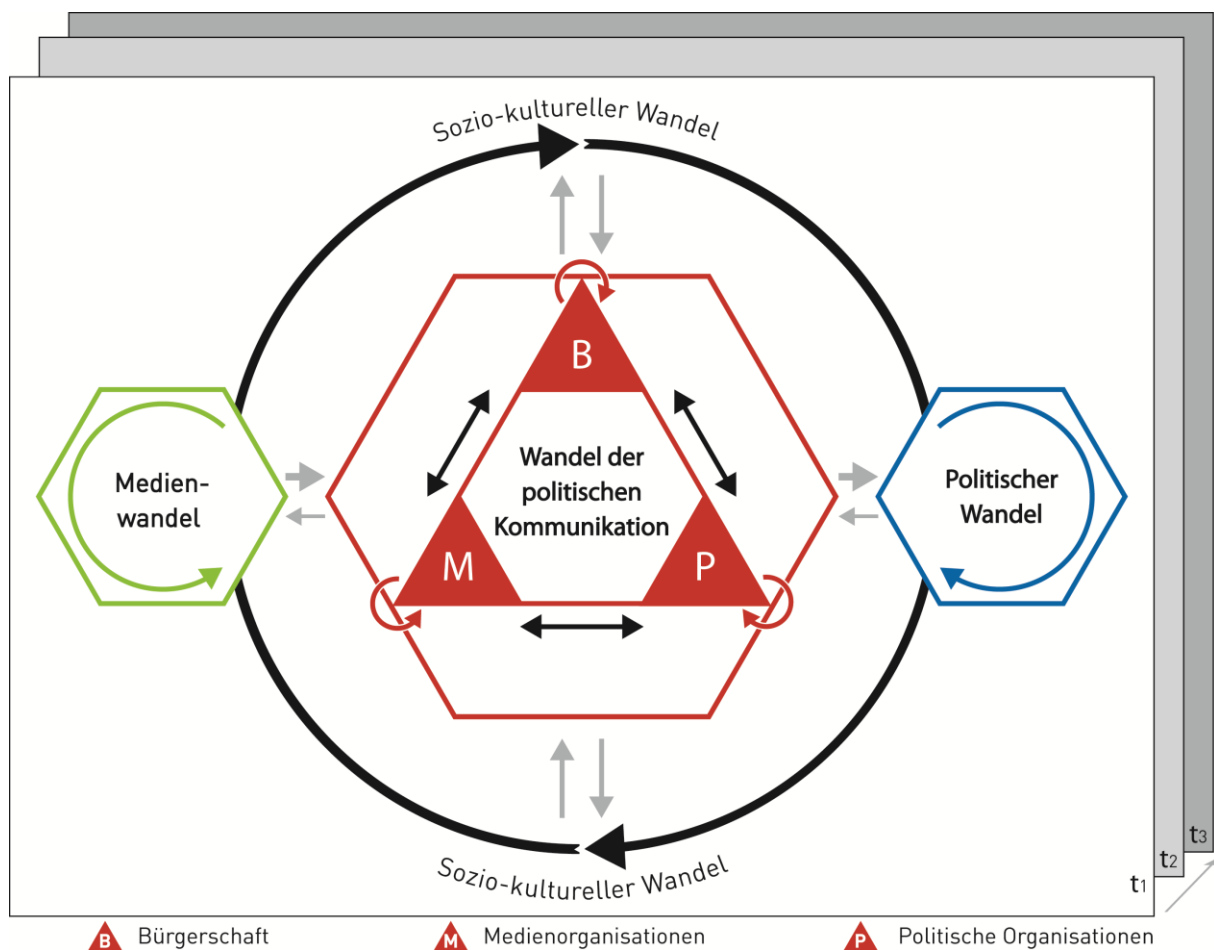 Sozio-kultureller Wandel
B
Wandel der
politischen
Kommunikation
Medien-
wandel
Politischer
Wandel
M
P
Sozio-kultureller Wandel
t1
t2
t3
B Bürgerschaft
M Medienorganisationen
P Politische Organisationen